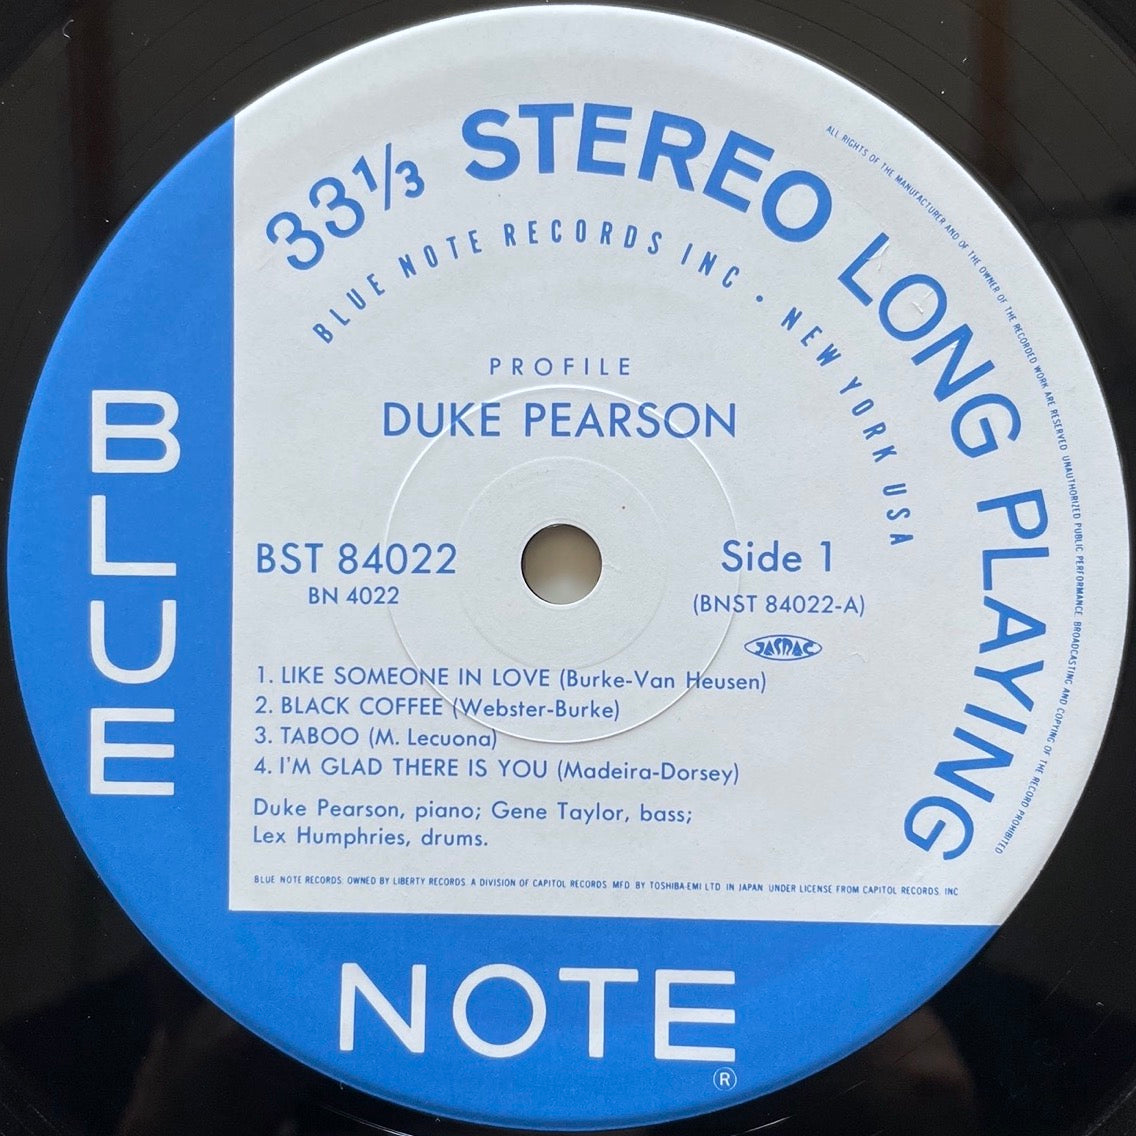 33⅓ STEREO LONG PLAYING
BLUE NOTE RECORDS INC • NEW YORK USA
ALL RIGHTS OF THE MANUFACTURER AND OF THE OWNER OF THE RECORDED WORK ARE RESERVED UNAUTHORIZED PUBLIC PERFORMANCE BROADCASTING AND COPYING OF THE RECORD PROHIBITED
PROFILE
DUKE PEARSON
BST 84022
BN 4022
Side 1
(BNST 84022-A)
JASRAC
1. LIKE SOMEONE IN LOVE (Burke-Van Heusen)
2. BLACK COFFEE (Webster-Burke)
3. TABOO (M. Lecuona)
4. I'M GLAD THERE IS YOU (Madeira-Dorsey)
Duke Pearson, piano; Gene Taylor, bass;
Lex Humphries, drums.
BLUE NOTE RECORDS. OWNED BY LIBERTY RECORDS. A DIVISION OF CAPITOL RECORDS. MFD. BY TOSHIBA-EMI LTD. IN JAPAN. UNDER LICENSE FROM CAPITOL RECORDS. INC
BLUE
NOTE
®